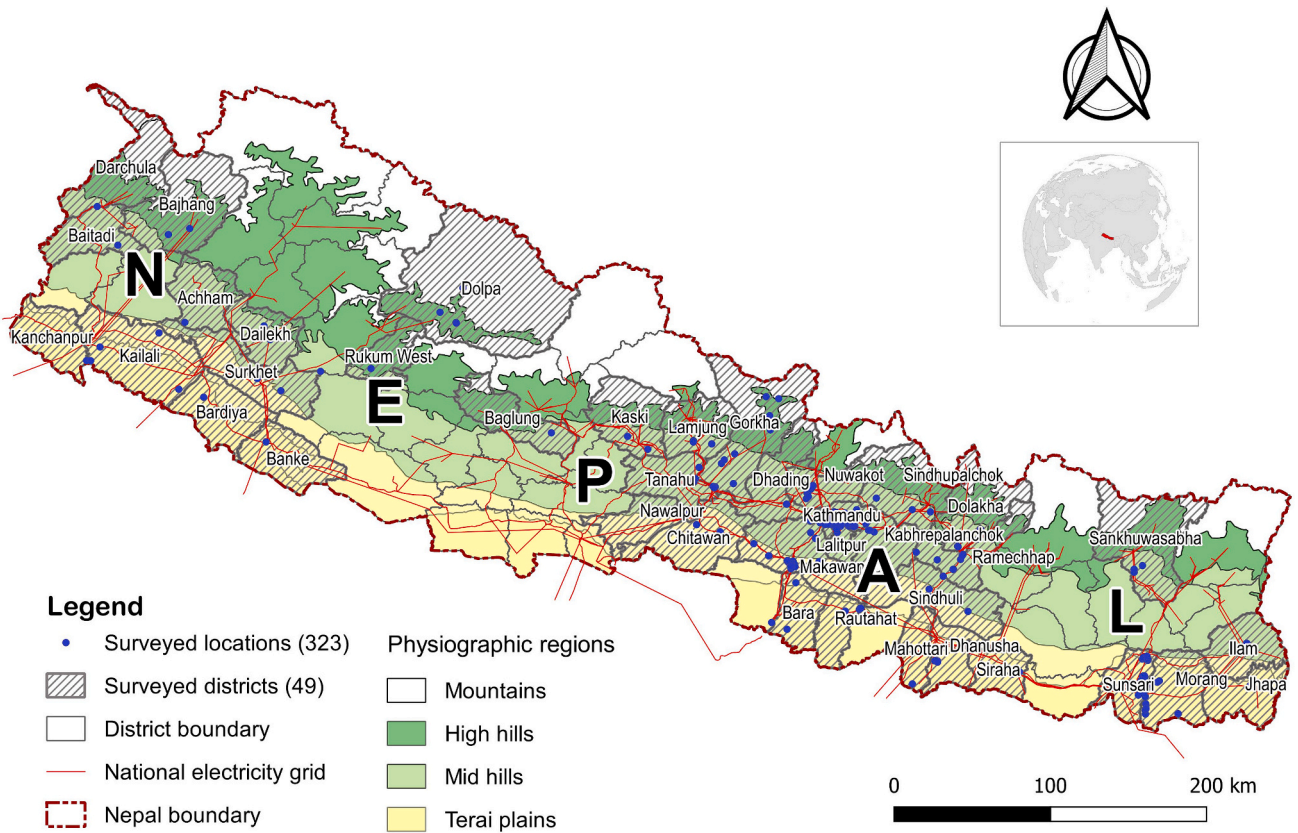 Darchula
Bajhang
Baitadi
N
Achham
Dolpa
Kanchanpur
Kailali
Dailekh
Rukum West
Surkhet
E
Bardiya
Baglung
Kaski
Lamjung
Gorkha
Banke
P
Tanahu
Dhading
Nuwakot
Sindhupalchok
Nawalpur
Kathmandu
Dolakha
Chitawan
Lalitpur
Kabhrepalanchok
Sankhuwasabha
Makawan
A
Ramechhap
Sindhuli
L
Bara
Rautahat
Mahottari
Dhanusha
Siraha
Ilam
Sunsari
Morang
Jhapa
Legend
Surveyed locations (323)
Surveyed districts (49)
District boundary
National electricity grid
Nepal boundary
Physiographic regions
Mountains
High hills
Mid hills
Terai plains
0 100 200 km